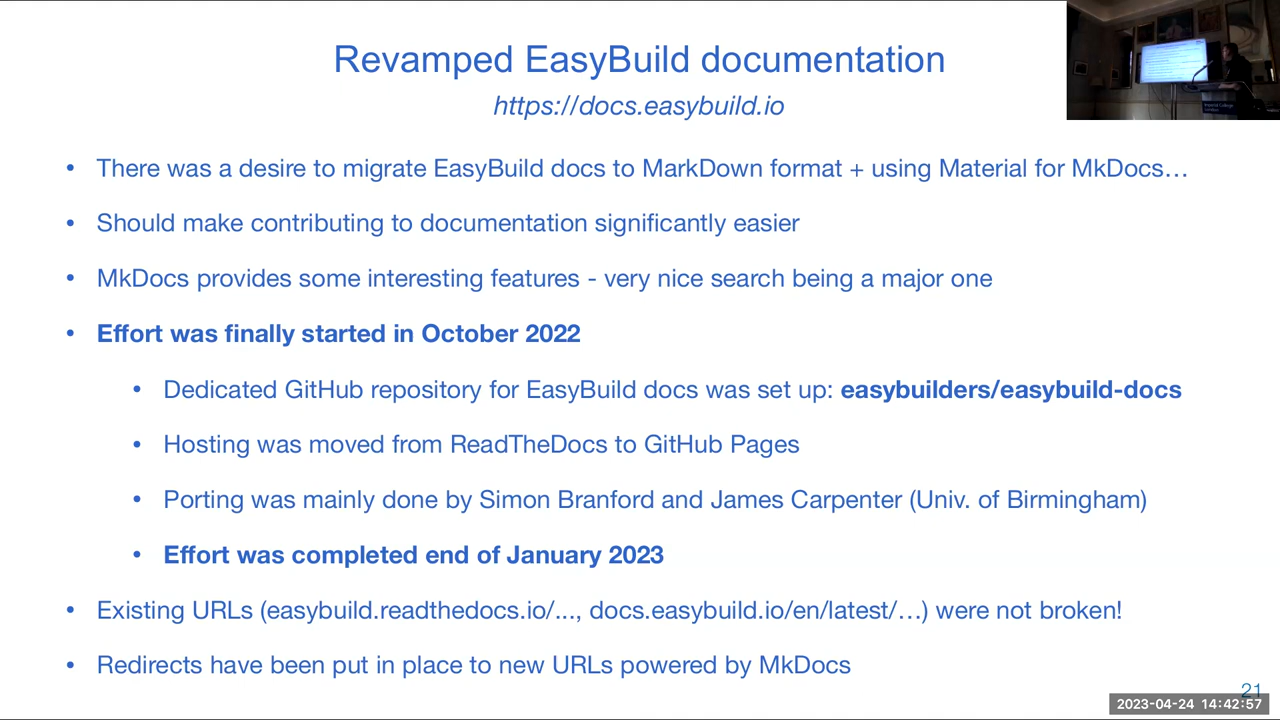 Revamped EasyBuild documentation
https://docs.easybuild.io
• There was a desire to migrate EasyBuild docs to MarkDown format + using Material for MkDocs…
• Should make contributing to documentation significantly easier
• MkDocs provides some interesting features - very nice search being a major one
• Effort was finally started in October 2022
• Dedicated GitHub repository for EasyBuild docs was set up: easybuilders/easybuild-docs
• Hosting was moved from ReadTheDocs to GitHub Pages
• Porting was mainly done by Simon Branford and James Carpenter (Univ. of Birmingham)
• Effort was completed end of January 2023
• Existing URLs (easybuild.readthedocs.io/..., docs.easybuild.io/en/latest/…) were not broken!
• Redirects have been put in place to new URLs powered by MkDocs
21
2023-04-24 14:42:57